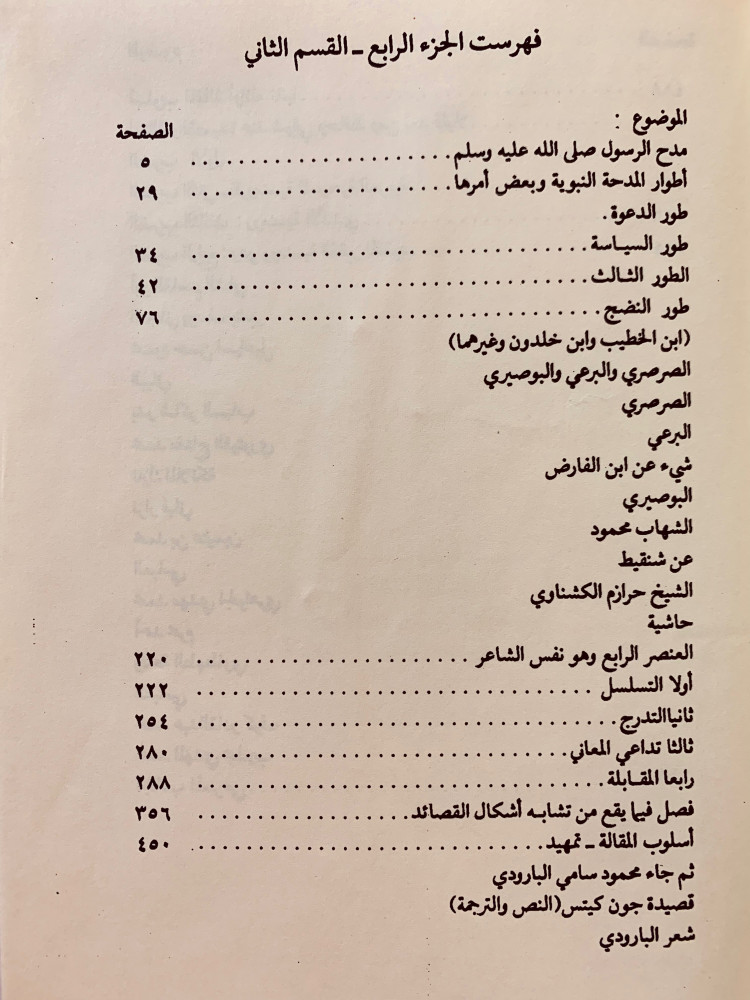 فهرست الجزء الرابع ـ القسم الثاني
الموضوع :
الصفحة
مدح الرسول صلى الله عليه وسلم . . . . . . . . . . . . . . . . . . . . . ٥
أطوار المدحة النبوية وبعض أمرها . . . . . . . . . . . . . . . . . . . . . ٢٩
طور الدعوة .
طور السياسة . . . . . . . . . . . . . . . . . . . . . . . . . . . . . . . . . ٣٤
الطور الثالث . . . . . . . . . . . . . . . . . . . . . . . . . . . . . . . . . ٤٢
طور النضج . . . . . . . . . . . . . . . . . . . . . . . . . . . . . . . . . . ٧٦
(ابن الخطيب وابن خلدون وغيرهما)
الصرصري والبرعي والبوصيري
الصرصري
البرعي
شيء عن ابن الفارض
البوصيري
الشهاب محمود
عن شنقيط
الشيخ حرازم الكشناوي
حاشية
العنصر الرابع وهو نفس الشاعر . . . . . . . . . . . . . . . . . . . . . . ٢٢٠
أولا التسلسل . . . . . . . . . . . . . . . . . . . . . . . . . . . . . . . . ٢٢٢
ثانياالتدرج . . . . . . . . . . . . . . . . . . . . . . . . . . . . . . . . . . ٢٥٤
ثالثا تداعي المعاني . . . . . . . . . . . . . . . . . . . . . . . . . . . . . . ٢٨٠
رابعا المقابلة . . . . . . . . . . . . . . . . . . . . . . . . . . . . . . . . . ٢٨٨
فصل فيما يقع من تشابه أشكال القصائد . . . . . . . . . . . . . . . . . ٣٥٦
أسلوب المقالة ـ تمهيد . . . . . . . . . . . . . . . . . . . . . . . . . . . . ٤٥٠
ثم جاء محمود سامي البارودي
قصيدة جون كيتس(النص والترجمة)
شعر البارودي